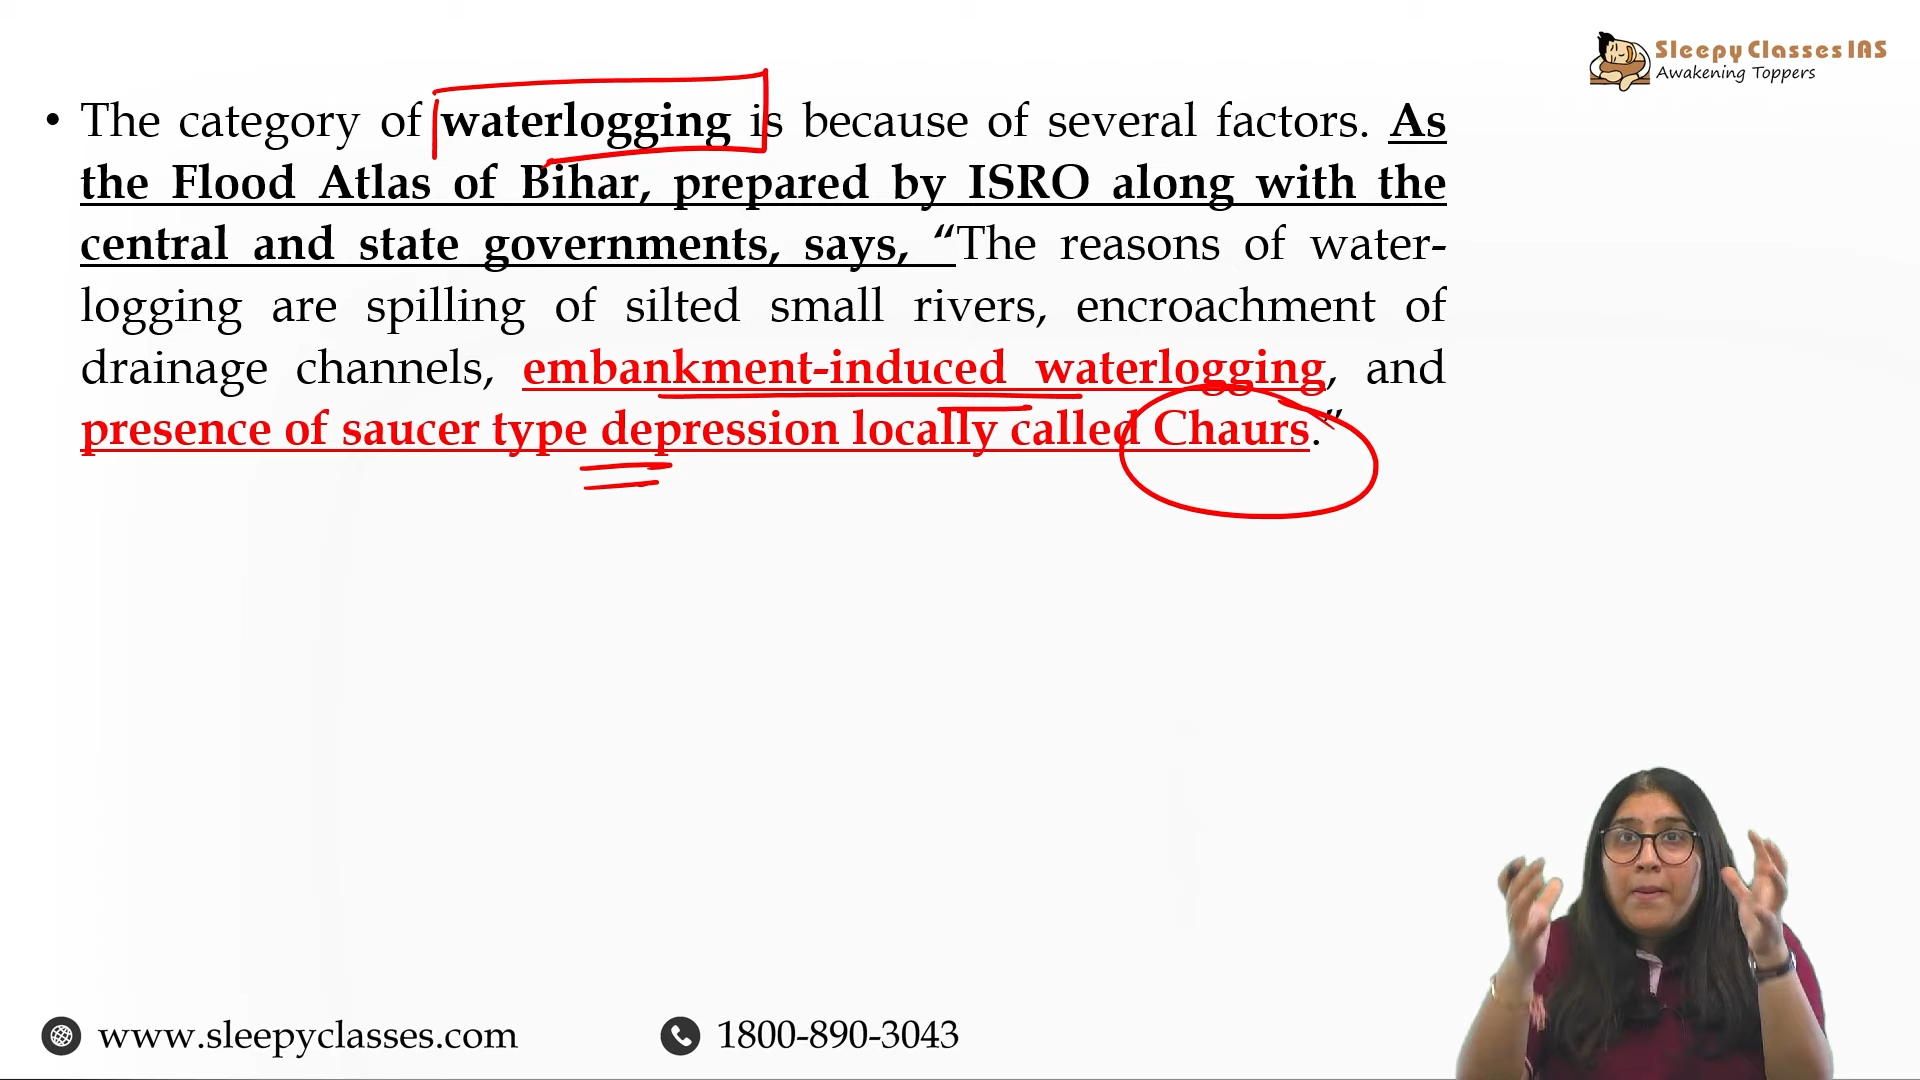 Sleepy Classes IAS
Awakening Toppers
• The category of waterlogging is because of several factors. As
the Flood Atlas of Bihar, prepared by ISRO along with the
central and state governments, says, “The reasons of water-
logging are spilling of silted small rivers, encroachment of
drainage channels, embankment-induced waterlogging, and
presence of saucer type depression locally called Chaurs.”
www.sleepyclasses.com
1800-890-3043